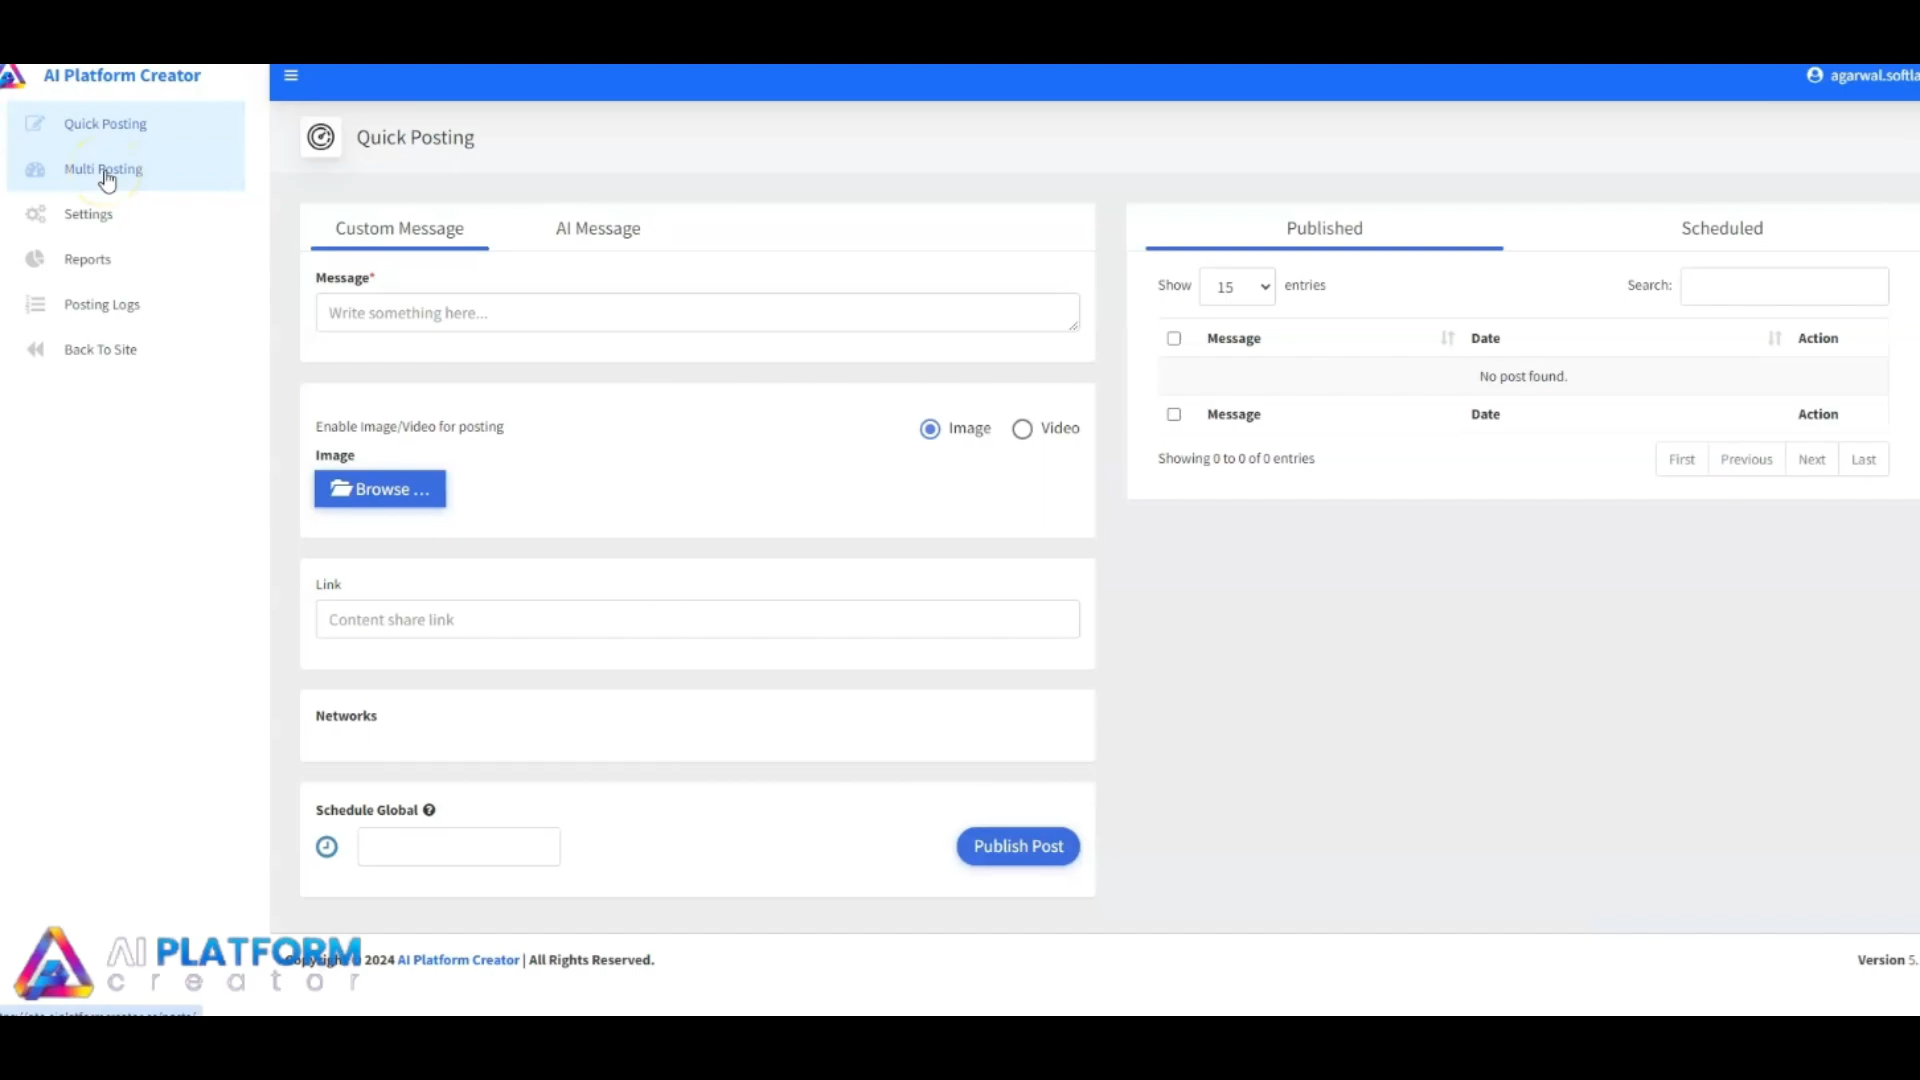 AI Platform Creator
Quick Posting
Multi Posting
Settings
Reports
Posting Logs
Back To Site
Quick Posting
Custom Message
AI Message
Message*
Write something here...
Enable Image/Video for posting
Image
Video
Image
Browse ...
Link
Content share link
Networks
Schedule Global
Publish Post
Published
Scheduled
Show 15 entries
Search:
Message Date Action
No post found.
Message Date Action
Showing 0 to 0 of 0 entries
First Previous Next Last
AI PLATFORM
creator
Copyright © 2024 AI Platform Creator | All Rights Reserved.
Version 5.